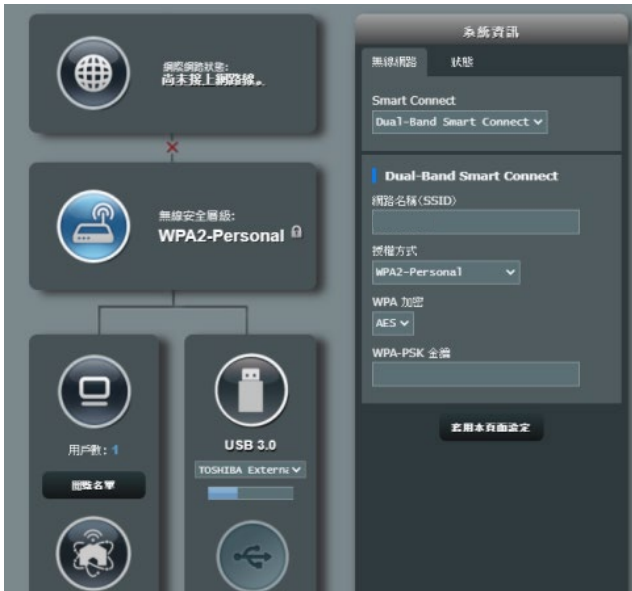 網際網路狀態:
尚未接上網路線。
無線安全層級:
WPA2-Personal
用戶數: 1
閱覽名單
USB 3.0
TOSHIBA Externa
系統資訊
無線網路
狀態
Smart Connect
Dual-Band Smart Connect
Dual-Band Smart Connect
網路名稱(SSID)
授權方式
WPA2-Personal
WPA 加密
AES
WPA-PSK 金鑰
套用本頁面設定